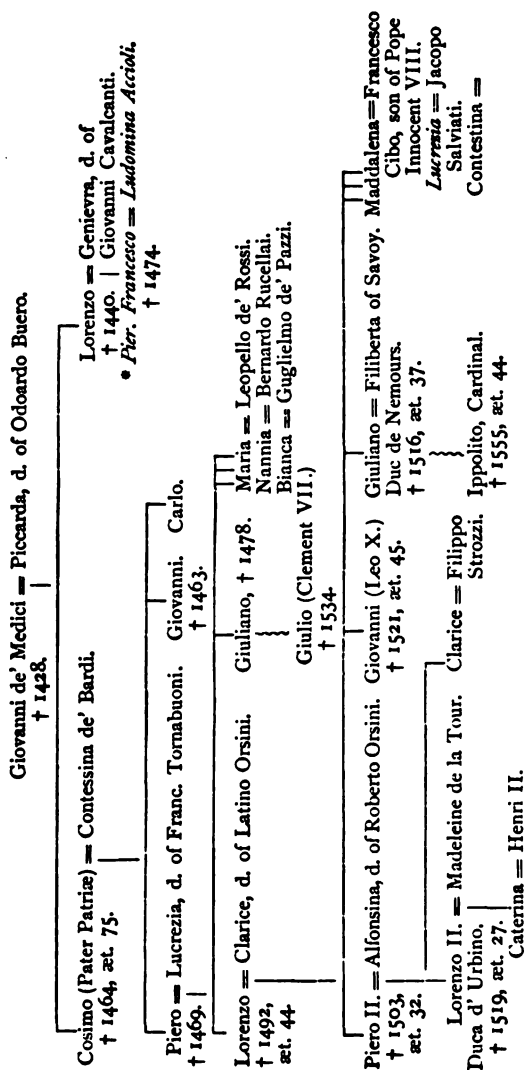 Giovanni de' Medici = Piccarda, d. of Odoardo Buero.
† 1428.
Cosimo (Pater Patriæ) = Contessina de' Bardi.
† 1464, æt. 75.
Lorenzo = Genievra, d. of
† 1440. | Giovanni Cavalcanti.
* Pier. Francesco = Ludomina Accioli.
† 1474.
Piero = Lucrezia, d. of Franc. Tornabuoni.
† 1469.
Giovanni.
† 1463.
Carlo.
Lorenzo = Clarice, d. of Latino Orsini.
† 1492,
æt. 44.
Giuliano, † 1478.
Giulio (Clement VII.)
† 1534.
Maria = Leopello de' Rossi.
Nannia = Bernardo Rucellai.
Bianca = Guglielmo de' Pazzi.
Piero II. = Alfonsina, d. of Roberto Orsini.
† 1503,
æt. 32.
Giovanni (Leo X.)
† 1521, æt. 45.
Giuliano = Filiberta of Savoy.
Duc de Nemours.
† 1516, æt. 37.
Ippolito, Cardinal.
† 1555, æt. 44.
Maddalena = Francesco
Cibo, son of Pope
Innocent VIII.
Lucresia = Jacopo
Salviati.
Contestina =
Lorenzo II. = Madeleine de la Tour.
Duca d' Urbino,
† 1519, æt. 27.
Clarice = Filippo
Strozzi.
Caterina = Henri II.